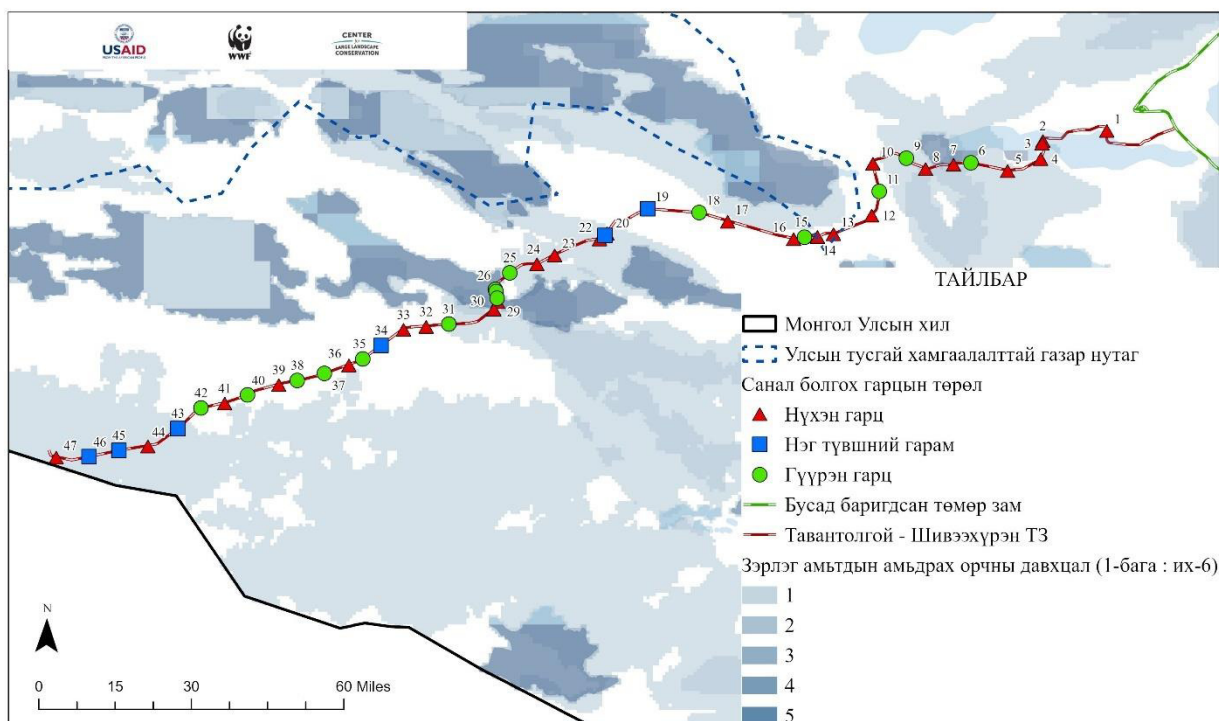 USAID
FROM THE AMERICAN PEOPLE
WWF
CENTER
for
LARGE LANDSCAPE
CONSERVATION
1
2
3
4
5
6
7
8
9
10
11
12
13
14
15
16
17
18
19
20
22
23
24
25
26
29
30
31
32
33
34
35
36
37
38
39
40
41
42
43
44
45
46
47
ТАЙЛБАР
Монгол Улсын хил
Улсын тусгай хамгаалалттай газар нутаг
Санал болгох гарцын төрөл
Нүхэн гарц
Нэг түвшний гарам
Гүүрэн гарц
Бусад баригдсан төмөр зам
Тавантолгой - Шивээхүрэн ТЗ
Зэрлэг амьтдын амьдрах орчны давхцал (1-бага : их-6)
1
2
3
4
5
N
0 15 30 60 Miles